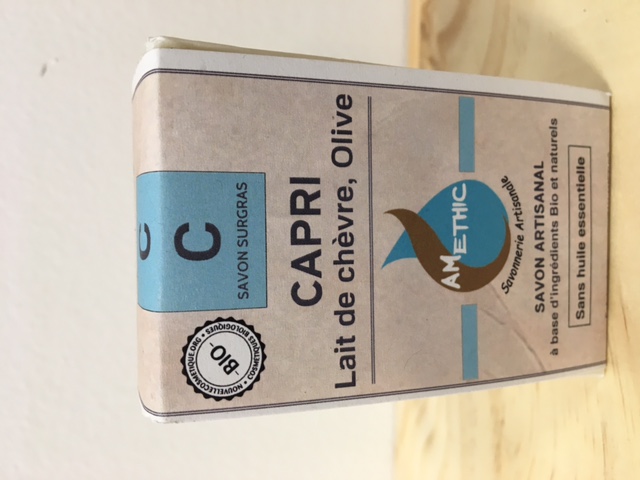 C
C
SAVON SURGRAS
NOUVELLECOSMETIQUE.ORG • COSMETIQUES BIOLOGIQUES •
BIO
CAPRI
Lait de chèvre, Olive
AMETHIC
Savonnerie Artisanale
SAVON ARTISANAL
à base d'ingrédients Bio et naturels
Sans huile essentielle